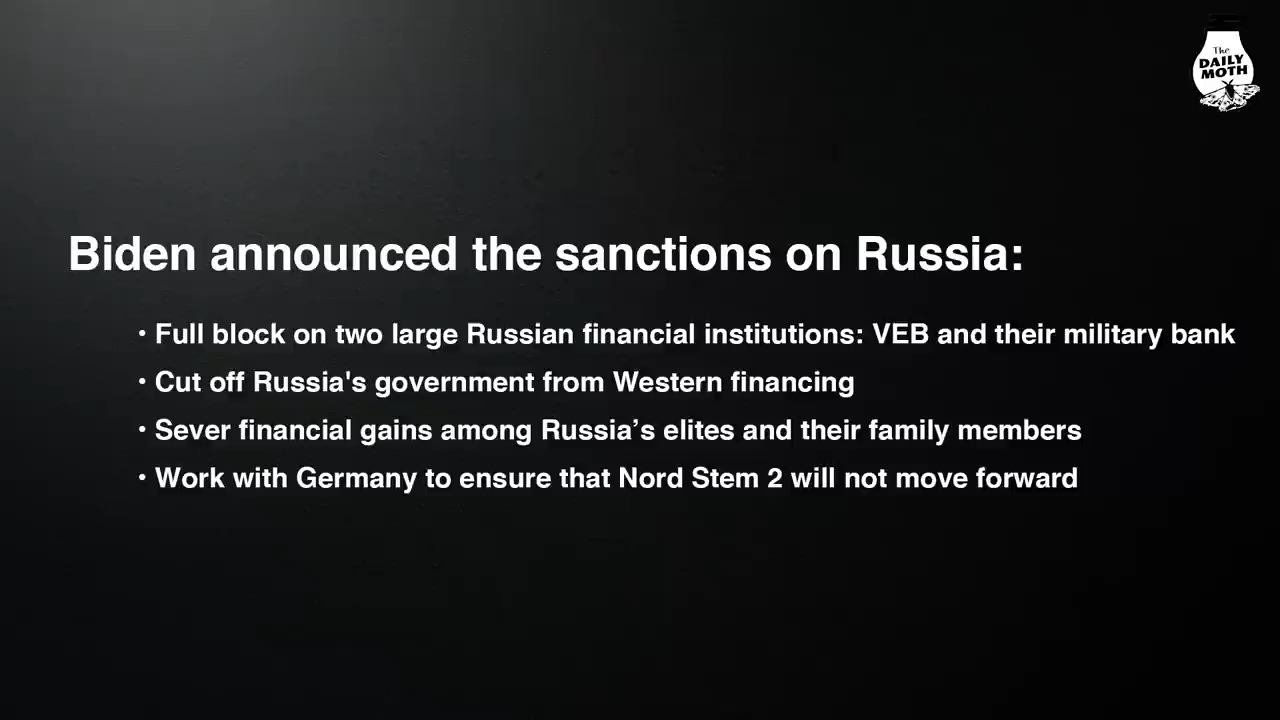 The
DAILY
MOTH
Biden announced the sanctions on Russia:
• Full block on two large Russian financial institutions: VEB and their military bank
• Cut off Russia's government from Western financing
• Sever financial gains among Russia’s elites and their family members
• Work with Germany to ensure that Nord Stem 2 will not move forward